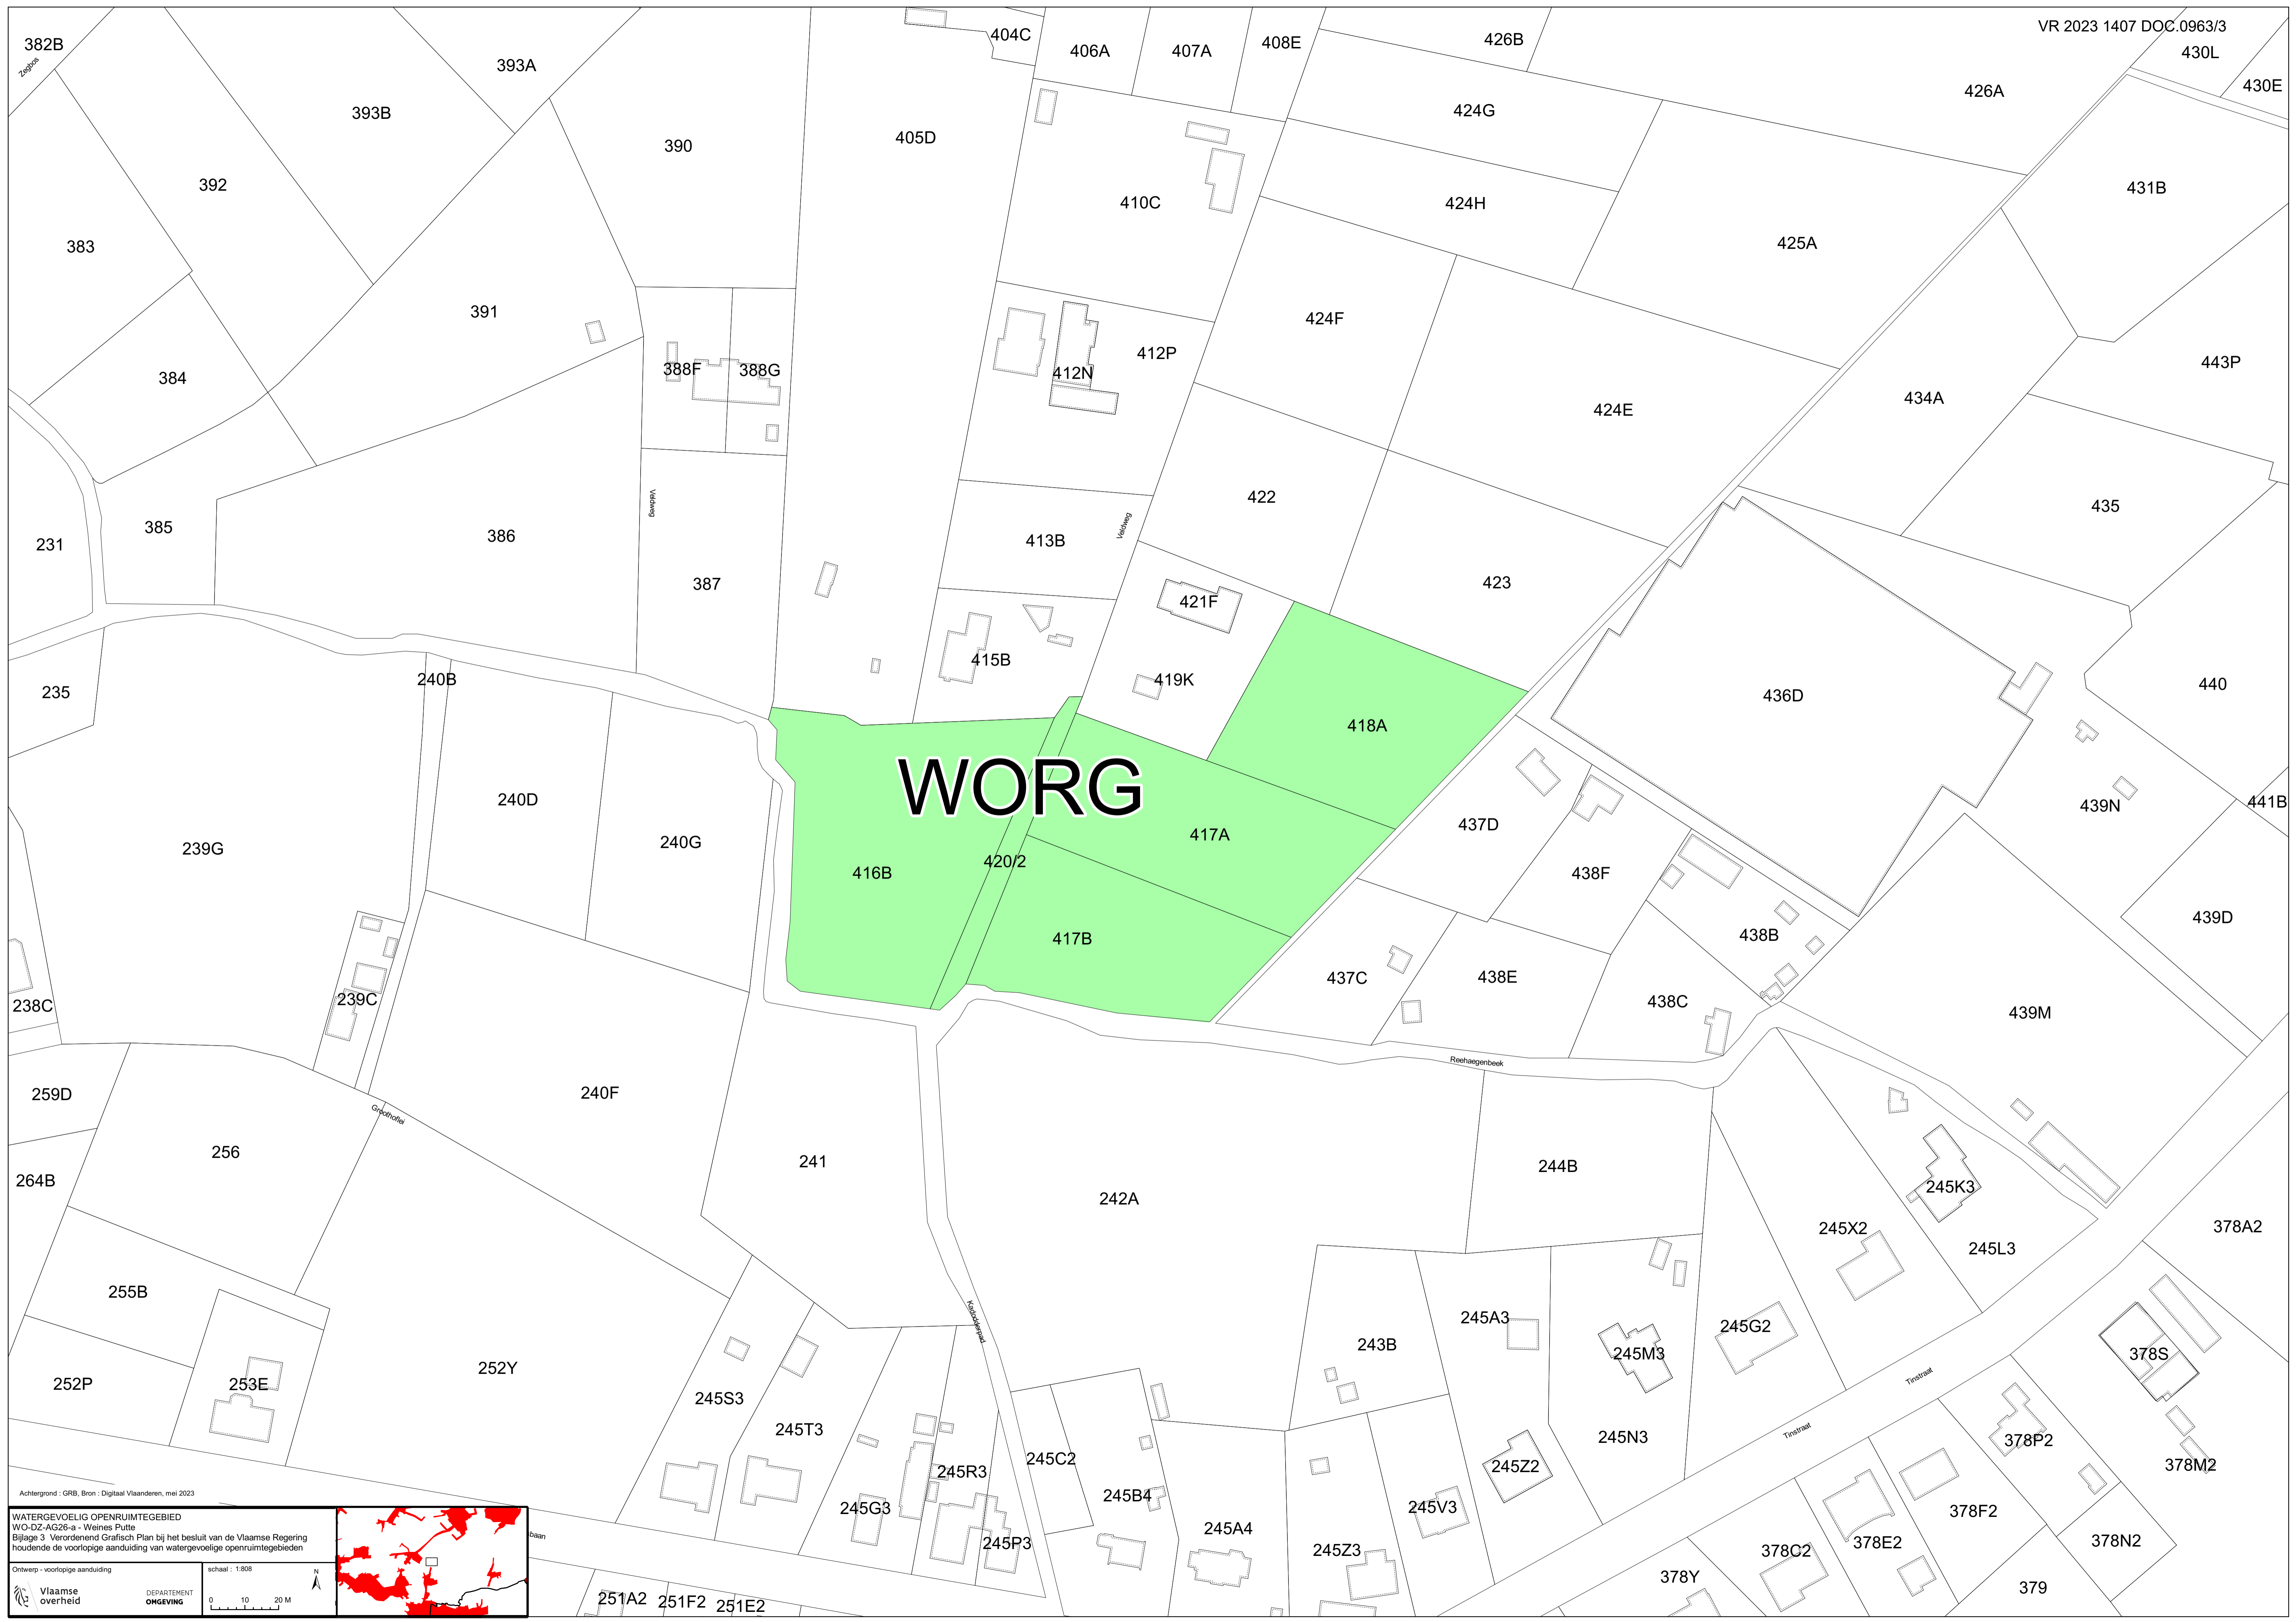 VR 2023 1407 DOC.0963/3
382B
Zegbos
393A
404C
406A
407A
408E
426B
430L
430E
426A
393B
390
405D
424G
392
410C
424H
431B
383
425A
391
424F
412P
443P
384
388F
388G
412N
424E
434A
Veldweg
422
435
Veldweg
231
385
386
413B
387
423
421F
415B
235
240B
419K
440
436D
418A
WORG
240D
439N
441B
239G
240G
416B
420/2
417A
437D
438F
439D
417B
438B
238C
239C
437C
438E
438C
439M
Reehaegenbeek
259D
240F
Groothoflei
256
241
244B
264B
242A
245K3
245X2
245L3
378A2
255B
Kadodderpad
245A3
245G2
243B
245M3
378S
252P
253E
252Y
245S3
Tinstraat
245T3
Tinstraat
245N3
378P2
245C2
245R3
245Z2
378M2
245B4
245G3
245V3
378F2
245A4
245P3
245Z3
378C2
378E2
378N2
378Y
379
251A2
251F2
251E2
baan
Achtergrond : GRB, Bron : Digitaal Vlaanderen, mei 2023
WATERGEVOELIG OPENRUIMTEGEBIED
WO-DZ-AG26-a - Weines Putte
Bijlage 3 Verordenend Grafisch Plan bij het besluit van de Vlaamse Regering
houdende de voorlopige aanduiding van watergevoelige openruimtegebieden
Ontwerp - voorlopige aanduiding
schaal : 1:808
N
Vlaamse
overheid
DEPARTEMENT
OMGEVING
0 10 20 M